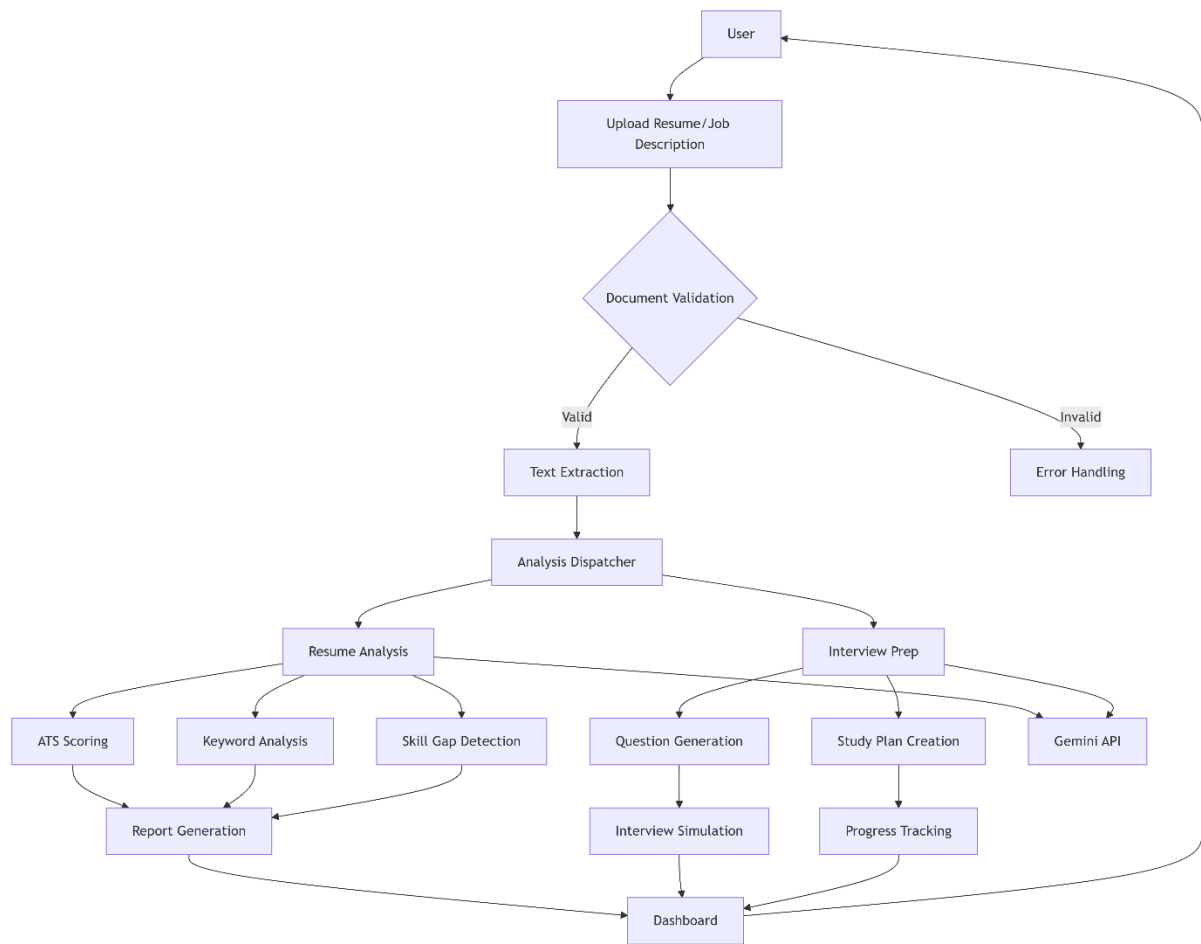 User
Upload Resume/Job
Description
Document Validation
Valid
Invalid
Text Extraction
Error Handling
Analysis Dispatcher
Resume Analysis
Interview Prep
ATS Scoring
Keyword Analysis
Skill Gap Detection
Question Generation
Study Plan Creation
Gemini API
Report Generation
Interview Simulation
Progress Tracking
Dashboard